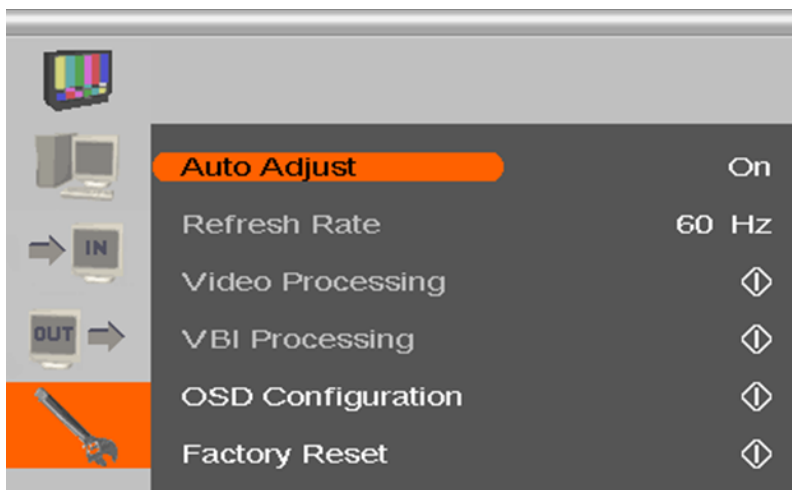 Auto Adjust On
Refresh Rate 60 Hz
IN
Video Processing
OUT
VBI Processing
OSD Configuration
Factory Reset